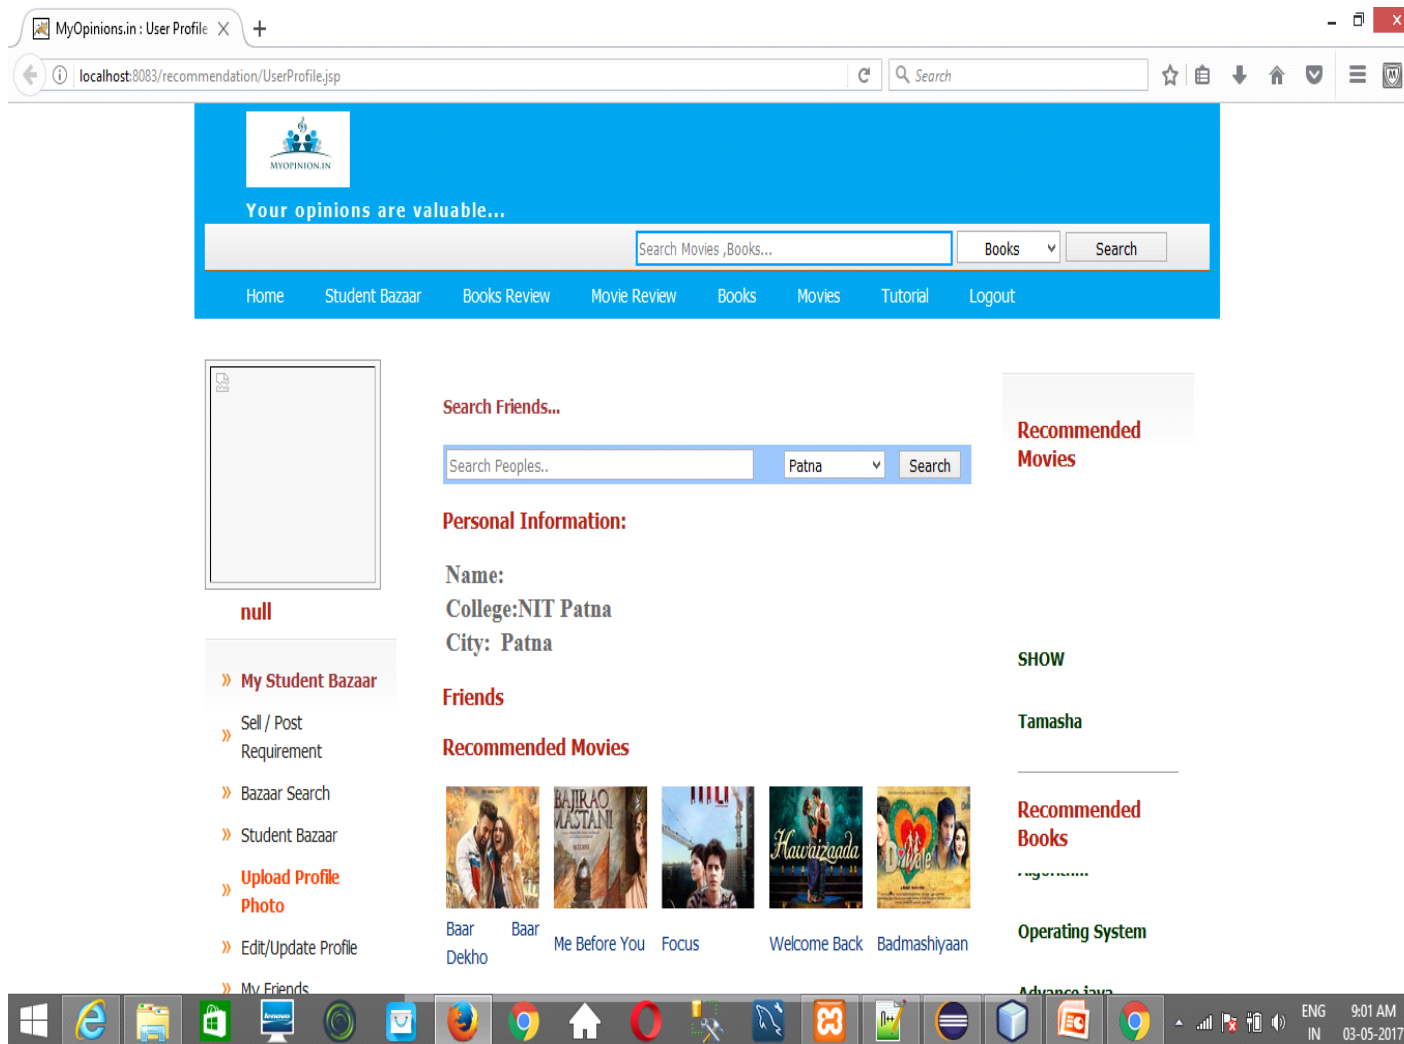 MyOpinions.in : User Profile
localhost:8083/recommendation/UserProfile.jsp
Search
MYOPINION.IN
Your opinions are valuable...
Search Movies ,Books...
Books
Search
Home Student Bazaar Books Review Movie Review Books Movies Tutorial Logout
null
My Student Bazaar
Sell / Post
Requirement
Bazaar Search
Student Bazaar
Upload Profile
Photo
Edit/Update Profile
My Friends
Search Friends...
Search Peoples..
Patna
Search
Personal Information:
Name:
College:NIT Patna
City: Patna
Friends
Recommended Movies
BAJIRAO
MASTANI
Hawaizaada
Dilwale
Baar Baar
Dekho
Me Before You
Focus
Welcome Back
Badmashiyaan
Recommended
Movies
SHOW
Tamasha
Recommended
Books
Operating System
Advance java
lenovo
ENG
IN
9:01 AM
03-05-2017